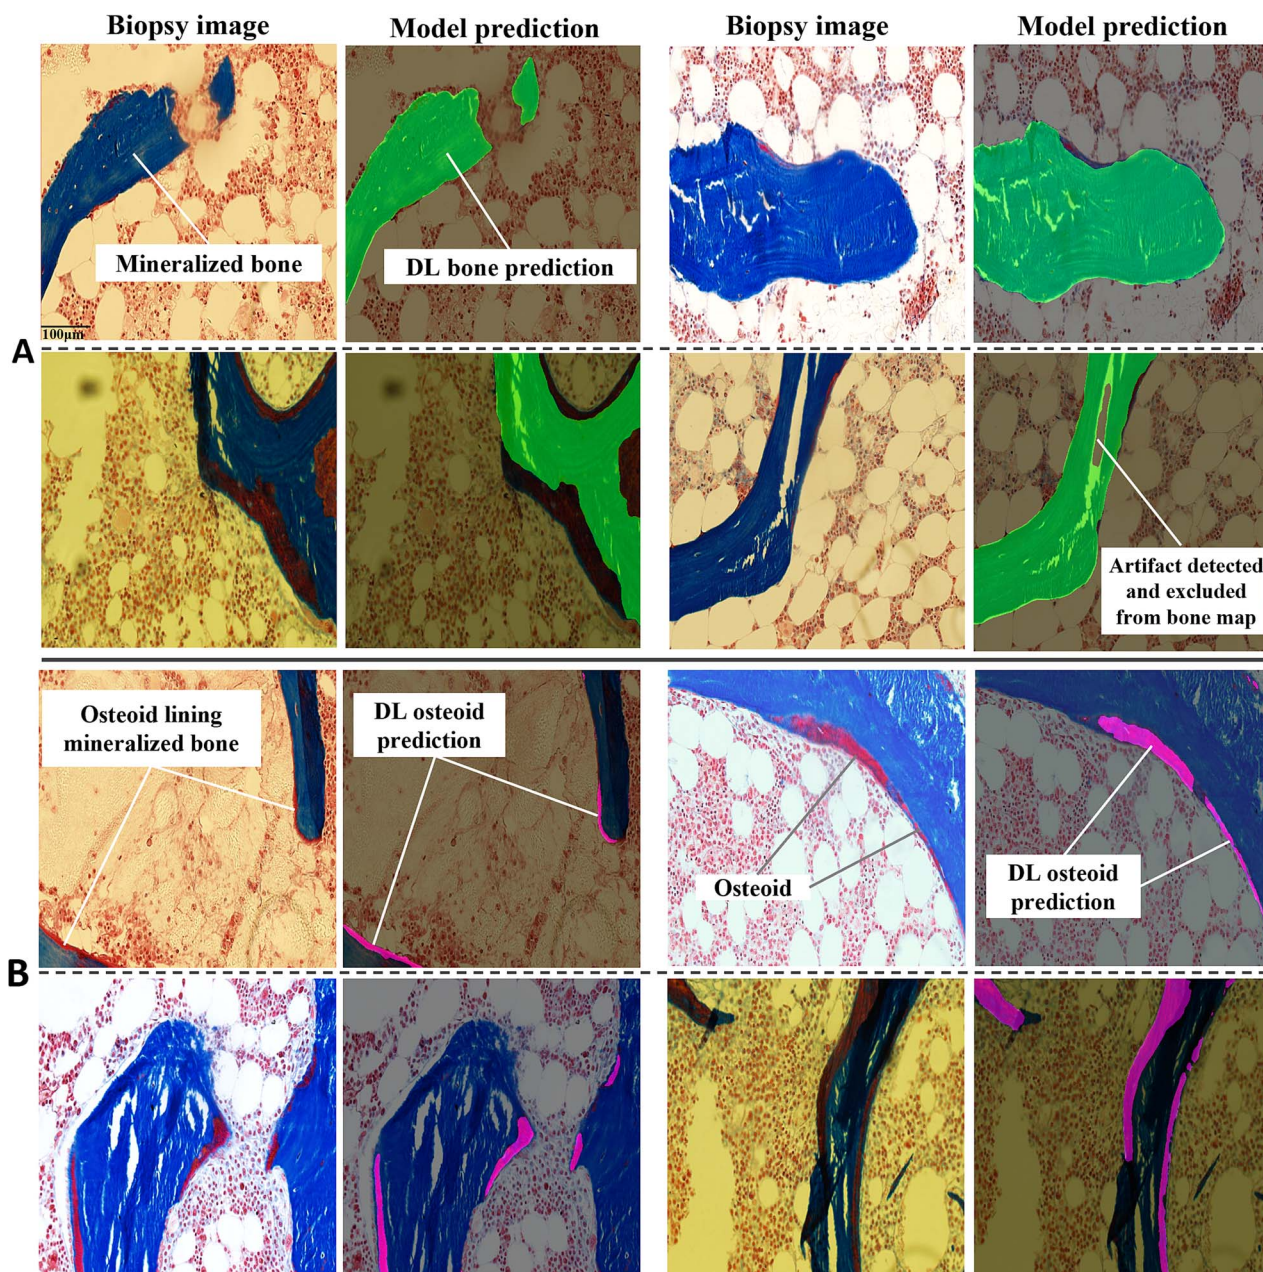 Biopsy image
Model prediction
Biopsy image
Model prediction
Mineralized bone
DL bone prediction
100μm
A
Artifact detected
and excluded
from bone map
Osteoid lining
mineralized bone
DL osteoid
prediction
Osteoid
DL osteoid
prediction
B